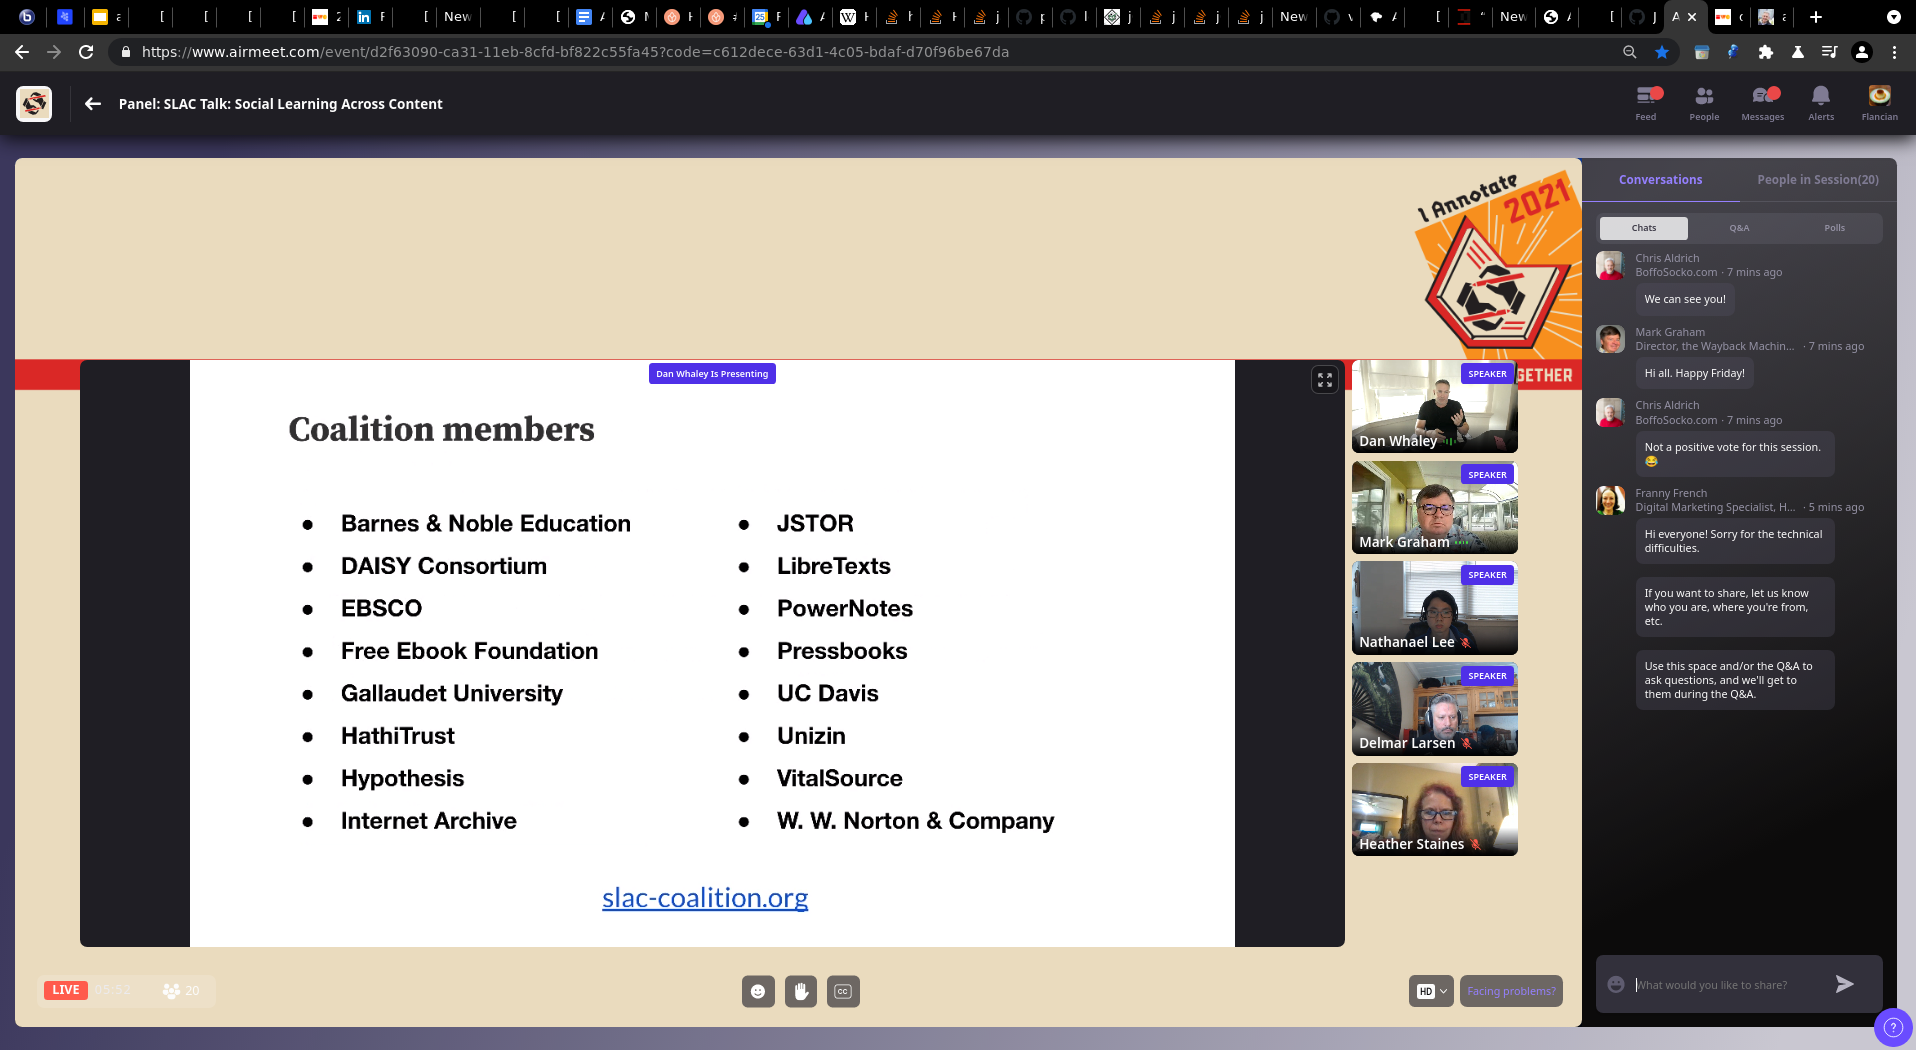 New
New
New
https://www.airmeet.com/event/d2f63090-ca31-11eb-8cfd-bf822c55fa45?code=c612dece-63d1-4c05-bdaf-d70f96be67da
Panel: SLAC Talk: Social Learning Across Content
Feed
People
Messages
Alerts
Flancian
I Annotate
2021
GETHER
Dan Whaley Is Presenting
Coalition members
• Barnes & Noble Education
• DAISY Consortium
• EBSCO
• Free Ebook Foundation
• Gallaudet University
• HathiTrust
• Hypothesis
• Internet Archive
• JSTOR
• LibreTexts
• PowerNotes
• Pressbooks
• UC Davis
• Unizin
• VitalSource
• W. W. Norton & Company
slac-coalition.org
SPEAKER
Dan Whaley
SPEAKER
Mark Graham
SPEAKER
Nathanael Lee
SPEAKER
Delmar Larsen
SPEAKER
Heather Staines
LIVE
05:52
20
CC
HD
Facing problems?
Conversations
People in Session(20)
Chats
Q&A
Polls
Chris Aldrich
BoffoSocko.com · 7 mins ago
We can see you!
Mark Graham
Director, the Wayback Machin... · 7 mins ago
Hi all. Happy Friday!
Chris Aldrich
BoffoSocko.com · 7 mins ago
Not a positive vote for this session.
😂
Franny French
Digital Marketing Specialist, H... · 5 mins ago
Hi everyone! Sorry for the technical
difficulties.
If you want to share, let us know
who you are, where you're from,
etc.
Use this space and/or the Q&A to
ask questions, and we'll get to
them during the Q&A.
What would you like to share?